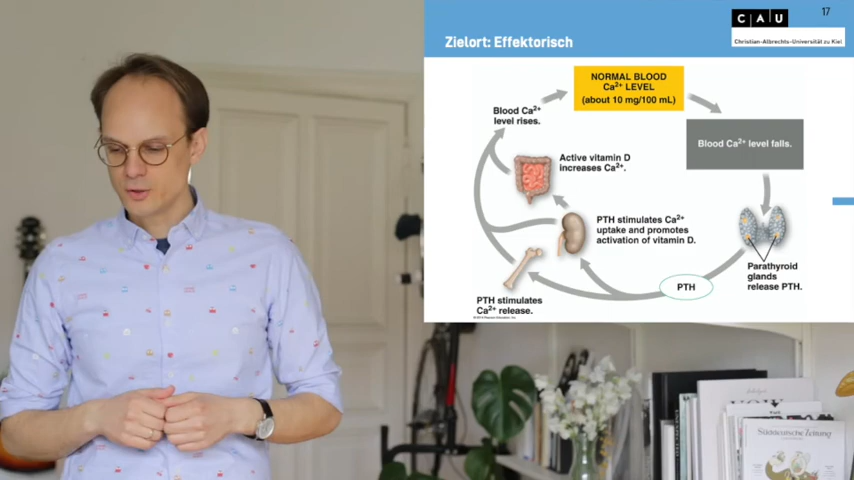 17
CAU
Christian-Albrechts-Universität zu Kiel
Zielort: Effektorisch
NORMAL BLOOD
Ca²⁺ LEVEL
(about 10 mg/100 mL)
Blood Ca²⁺
level rises.
Blood Ca²⁺ level falls.
Active vitamin D
increases Ca²⁺.
PTH stimulates Ca²⁺
uptake and promotes
activation of vitamin D.
Parathyroid
glands
release PTH.
PTH
PTH stimulates
Ca²⁺ release.
Süddeutsche Zeitung